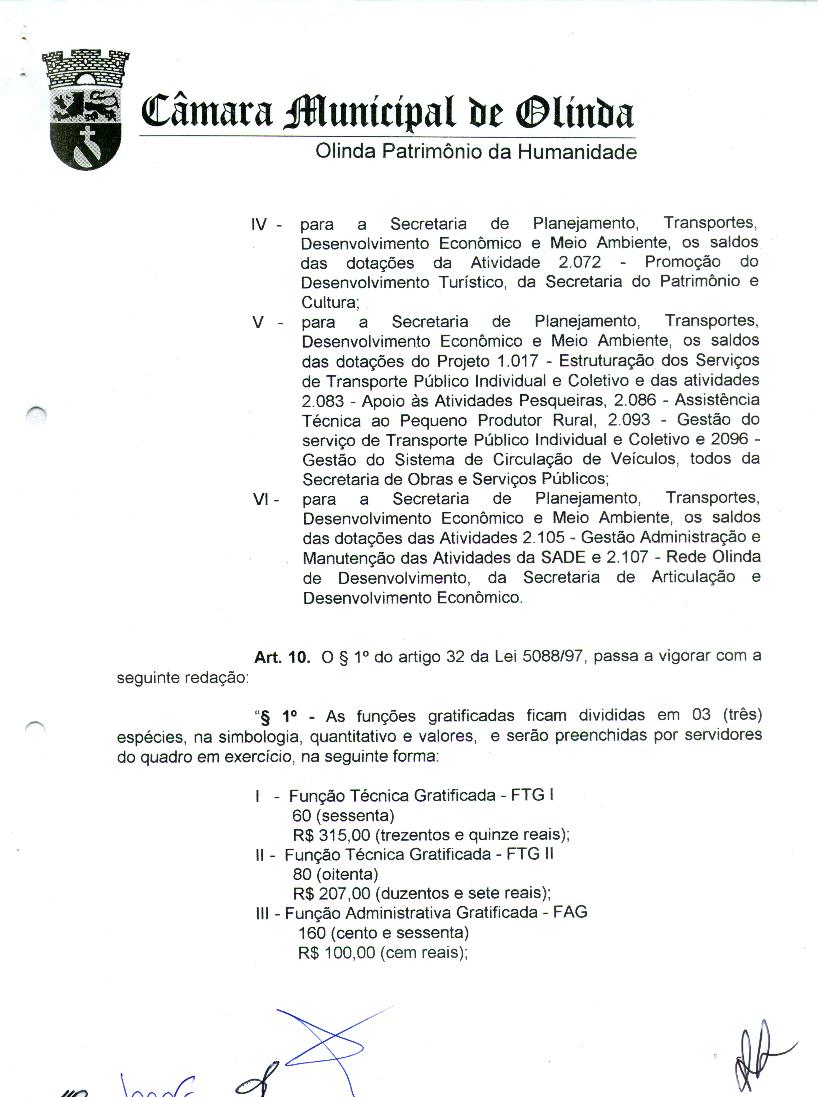 Câmara Municipal de Olinda
Olinda Patrimônio da Humanidade
IV - para a Secretaria de Planejamento, Transportes,
Desenvolvimento Econômico e Meio Ambiente, os saldos
das dotações da Atividade 2.072 - Promoção do
Desenvolvimento Turístico, da Secretaria do Patrimônio e
Cultura;
V - para a Secretaria de Planejamento, Transportes,
Desenvolvimento Econômico e Meio Ambiente, os saldos
das dotações do Projeto 1.017 - Estruturação dos Serviços
de Transporte Público Individual e Coletivo e das atividades
2.083 - Apoio às Atividades Pesqueiras, 2.086 - Assistência
Técnica ao Pequeno Produtor Rural, 2.093 - Gestão do
serviço de Transporte Público Individual e Coletivo e 2096 -
Gestão do Sistema de Circulação de Veículos, todos da
Secretaria de Obras e Serviços Públicos;
VI - para a Secretaria de Planejamento, Transportes,
Desenvolvimento Econômico e Meio Ambiente, os saldos
das dotações das Atividades 2.105 - Gestão Administração e
Manutenção das Atividades da SADE e 2.107 - Rede Olinda
de Desenvolvimento, da Secretaria de Articulação e
Desenvolvimento Econômico.
Art. 10. O § 1º do artigo 32 da Lei 5088/97, passa a vigorar com a
seguinte redação:
"§ 1º - As funções gratificadas ficam divididas em 03 (três)
espécies, na simbologia, quantitativo e valores, e serão preenchidas por servidores
do quadro em exercício, na seguinte forma:
I - Função Técnica Gratificada - FTG I
60 (sessenta)
R$ 315,00 (trezentos e quinze reais);
II - Função Técnica Gratificada - FTG II
80 (oitenta)
R$ 207,00 (duzentos e sete reais);
III - Função Administrativa Gratificada - FAG
160 (cento e sessenta)
R$ 100,00 (cem reais);